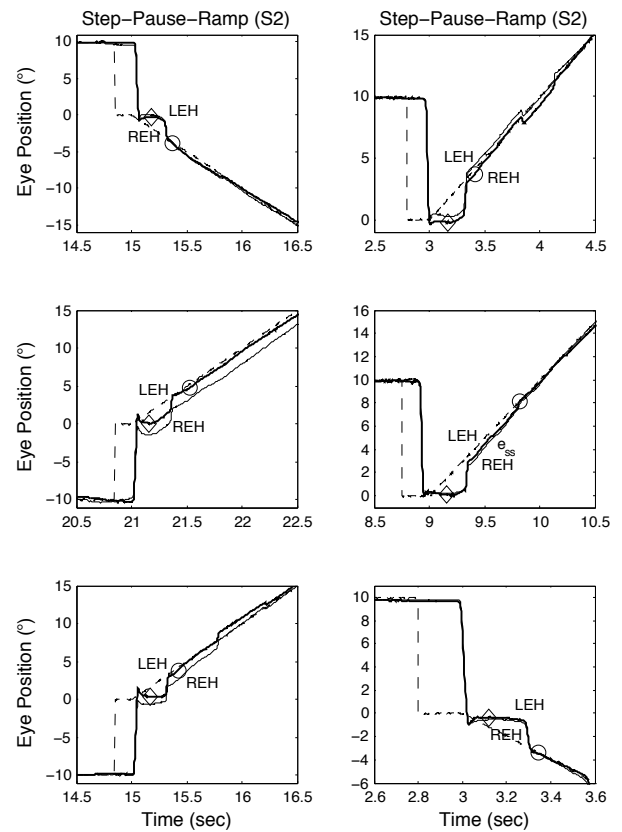 Step−Pause−Ramp (S2)
Step−Pause−Ramp (S2)
Eye Position (°)
10
5
0
−5
−10
−15
LEH
REH
14.5 15 15.5 16 16.5
15
10
5
0
LEH
REH
2.5 3 3.5 4 4.5
Eye Position (°)
15
10
5
0
−5
−10
LEH
REH
20.5 21 21.5 22 22.5
16
14
12
10
8
6
4
2
0
LEH
e_ss
REH
8.5 9 9.5 10 10.5
Eye Position (°)
15
10
5
0
−5
−10
LEH
REH
14.5 15 15.5 16 16.5
Time (sec)
10
8
6
4
2
0
−2
−4
−6
LEH
REH
2.6 2.8 3 3.2 3.4 3.6
Time (sec)